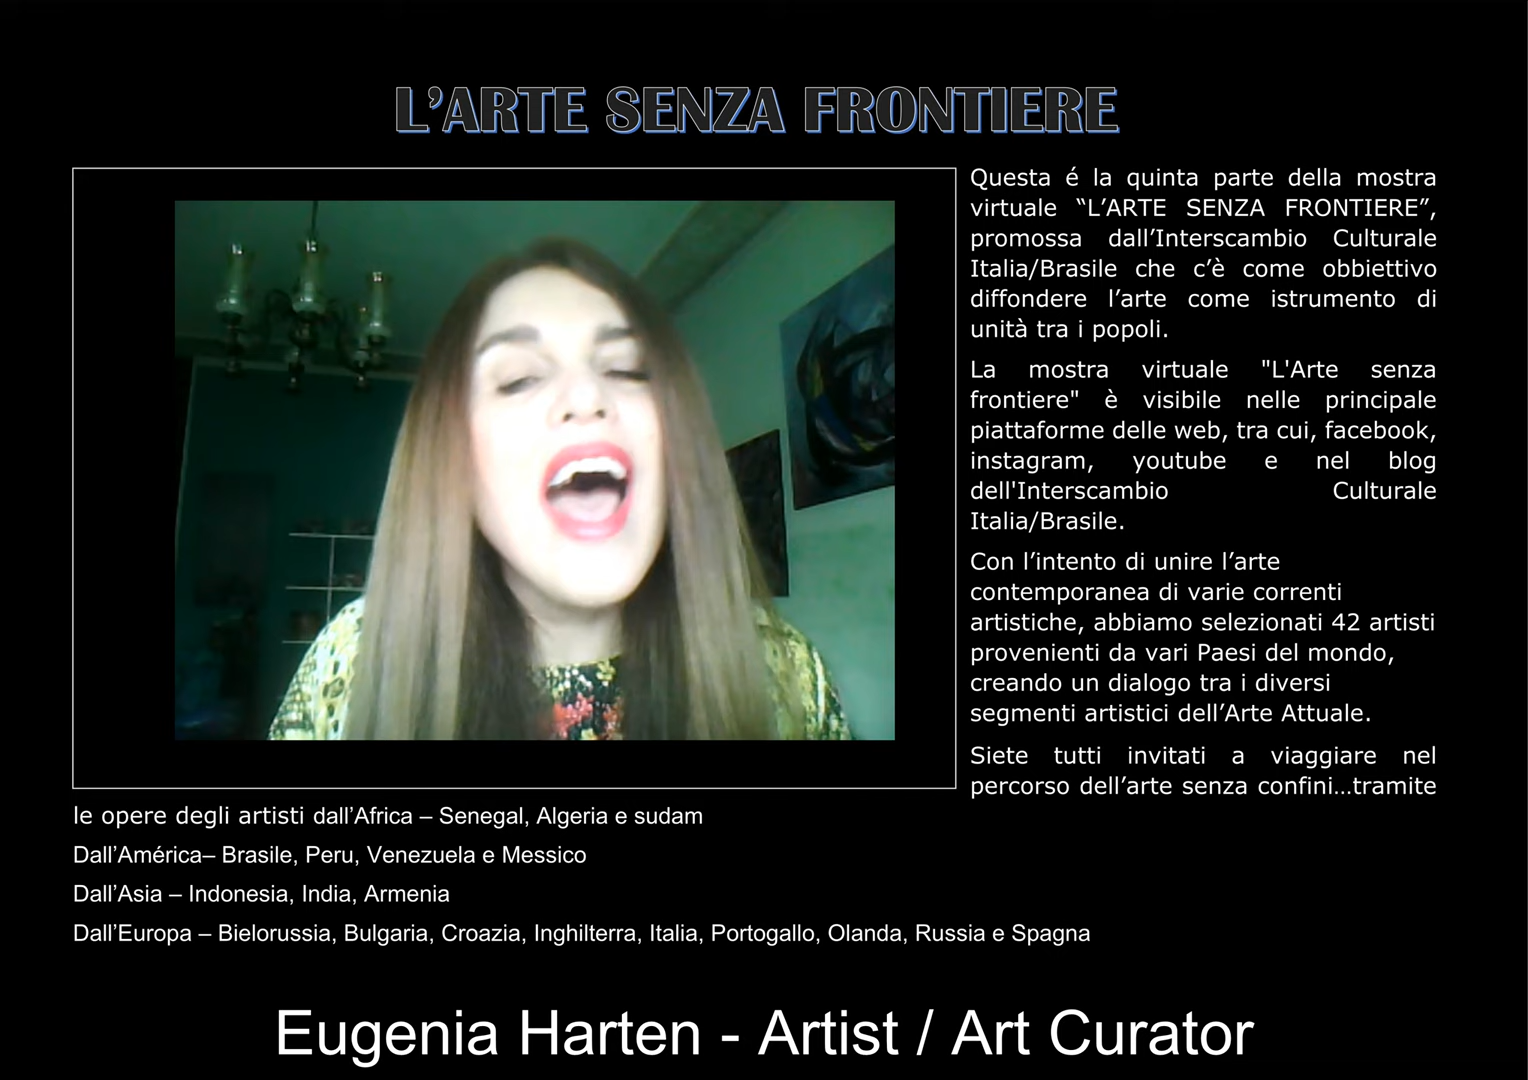 L’ARTE SENZA FRONTIERE
Questa é la quinta parte della mostra
virtuale “L’ARTE SENZA FRONTIERE”,
promossa dall’Interscambio Culturale
Italia/Brasile che c’è come obbiettivo
diffondere l’arte come istrumento di
unità tra i popoli.
La mostra virtuale "L'Arte senza
frontiere" è visibile nelle principale
piattaforme delle web, tra cui, facebook,
instagram, youtube e nel blog
dell'Interscambio Culturale
Italia/Brasile.
Con l’intento di unire l’arte
contemporanea di varie correnti
artistiche, abbiamo selezionati 42 artisti
provenienti da vari Paesi del mondo,
creando un dialogo tra i diversi
segmenti artistici dell’Arte Attuale.
Siete tutti invitati a viaggiare nel
percorso dell’arte senza confini…tramite
le opere degli artisti dall’Africa – Senegal, Algeria e sudam
Dall’América– Brasile, Peru, Venezuela e Messico
Dall’Asia – Indonesia, India, Armenia
Dall’Europa – Bielorussia, Bulgaria, Croazia, Inghilterra, Italia, Portogallo, Olanda, Russia e Spagna
Eugenia Harten - Artist / Art Curator